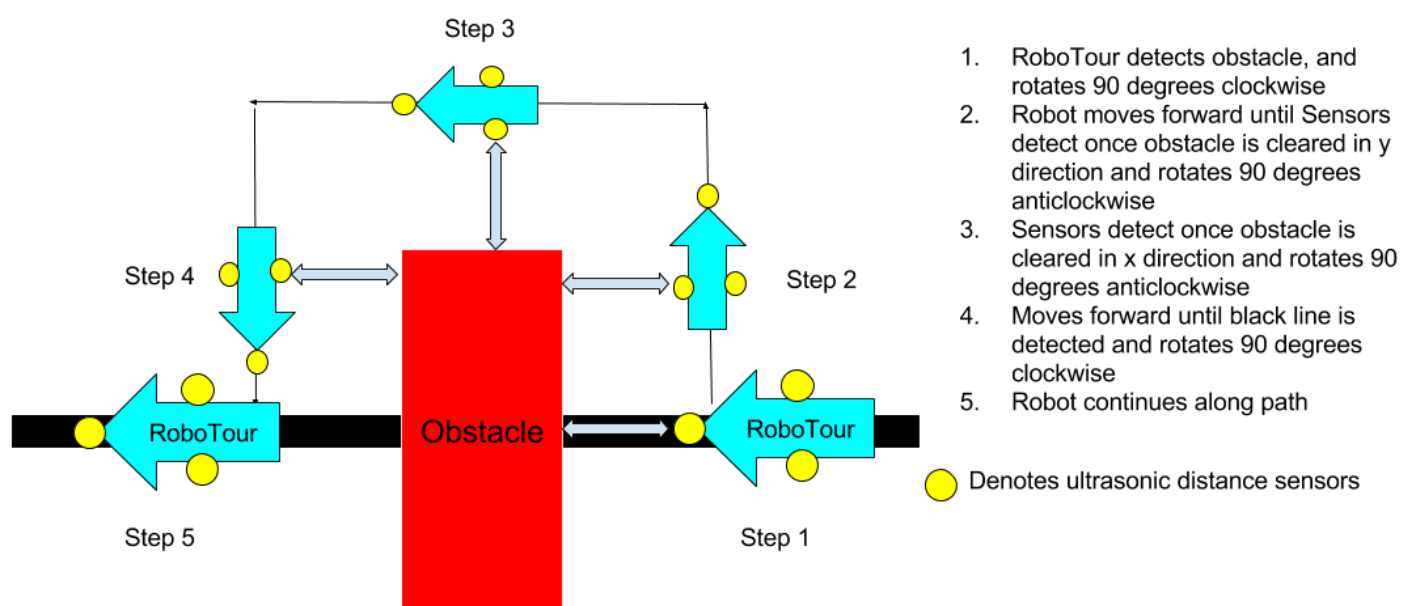 Step 3
Step 4
Step 2
RoboTour
Obstacle
RoboTour
Step 5
Step 1
1. RoboTour detects obstacle, and
rotates 90 degrees clockwise
2. Robot moves forward until Sensors
detect once obstacle is cleared in y
direction and rotates 90 degrees
anticlockwise
3. Sensors detect once obstacle is
cleared in x direction and rotates 90
degrees anticlockwise
4. Moves forward until black line is
detected and rotates 90 degrees
clockwise
5. Robot continues along path
Denotes ultrasonic distance sensors